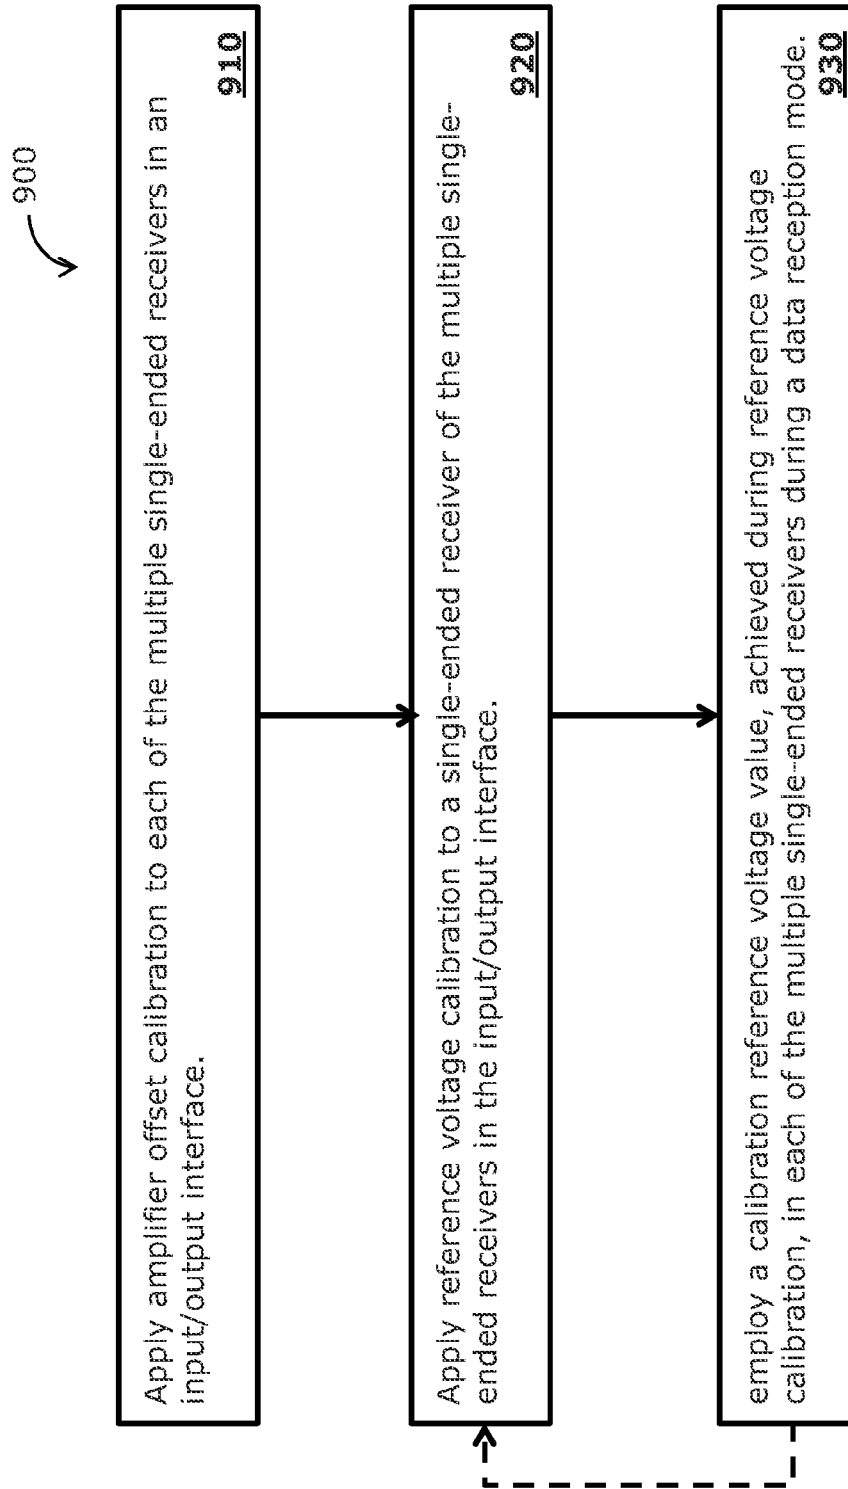 900
Apply amplifier offset calibration to each of the multiple single-ended receivers in an
input/output interface.
910
Apply reference voltage calibration to a single-ended receiver of the multiple single-
ended receivers in the input/output interface.
920
employ a calibration reference voltage value, achieved during reference voltage
calibration, in each of the multiple single-ended receivers during a data reception mode.
930